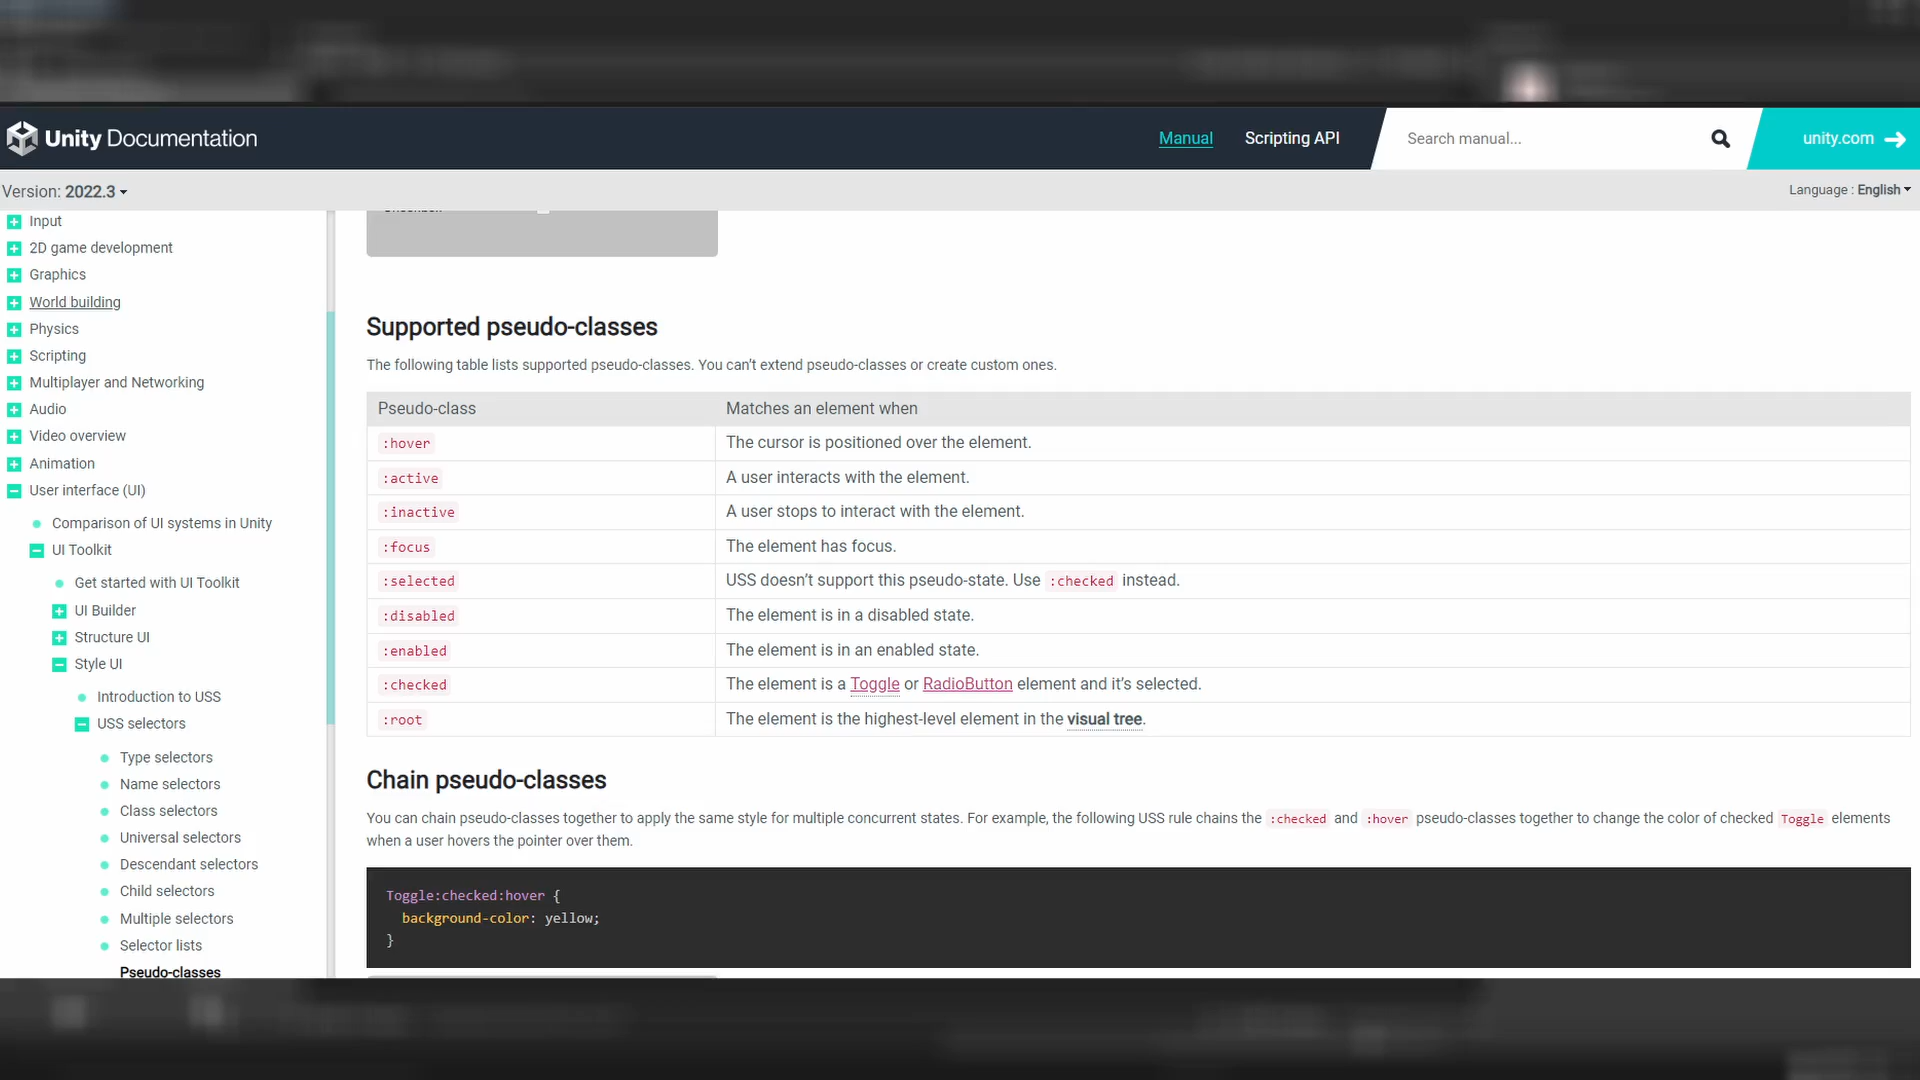 Unity Documentation
Manual
Scripting API
Search manual...
unity.com
Version: 2022.3
Language : English
Input
2D game development
Graphics
World building
Physics
Scripting
Multiplayer and Networking
Audio
Video overview
Animation
User interface (UI)
Comparison of UI systems in Unity
UI Toolkit
Get started with UI Toolkit
UI Builder
Structure UI
Style UI
Introduction to USS
USS selectors
Type selectors
Name selectors
Class selectors
Universal selectors
Descendant selectors
Child selectors
Multiple selectors
Selector lists
Pseudo-classes
Supported pseudo-classes
The following table lists supported pseudo-classes. You can't extend pseudo-classes or create custom ones.
Pseudo-class Matches an element when
:hover The cursor is positioned over the element.
:active A user interacts with the element.
:inactive A user stops to interact with the element.
:focus The element has focus.
:selected USS doesn't support this pseudo-state. Use :checked instead.
:disabled The element is in a disabled state.
:enabled The element is in an enabled state.
:checked The element is a Toggle or RadioButton element and it's selected.
:root The element is the highest-level element in the visual tree.
Chain pseudo-classes
You can chain pseudo-classes together to apply the same style for multiple concurrent states. For example, the following USS rule chains the :checked and :hover pseudo-classes together to change the color of checked Toggle elements
when a user hovers the pointer over them.
Toggle:checked:hover {
background-color: yellow;
}